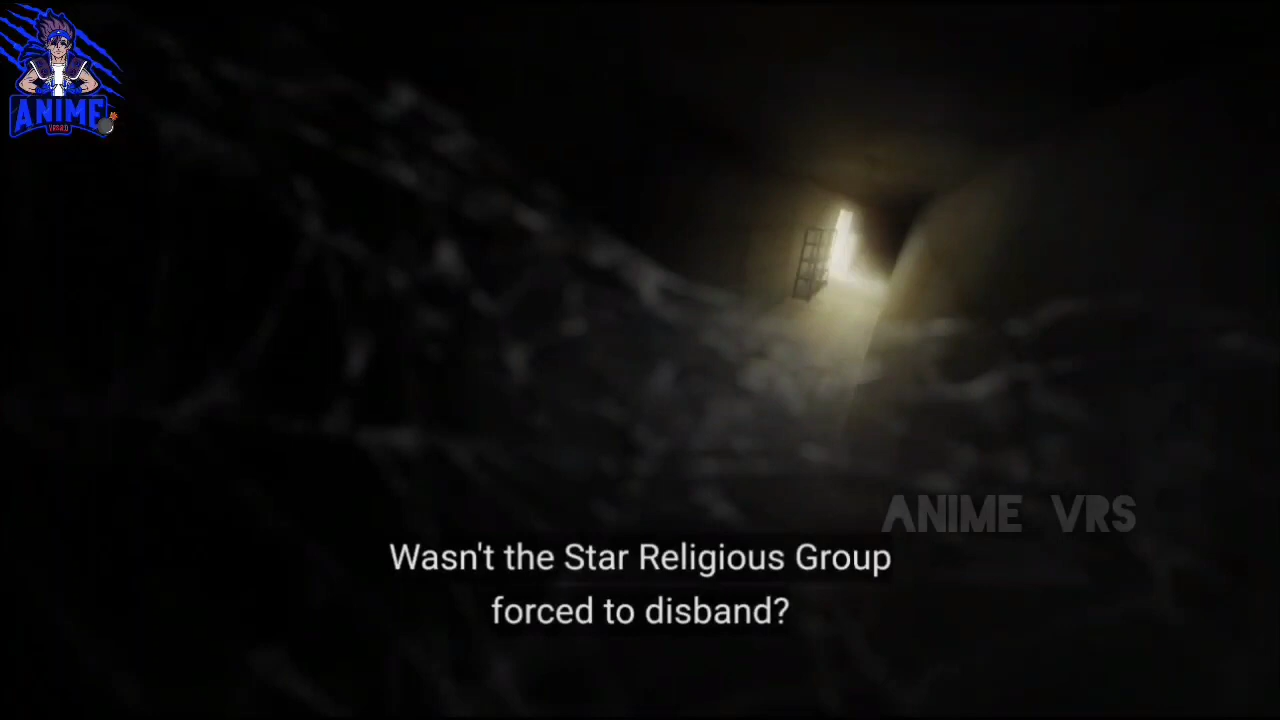 ANIME
ANIME VRS
Wasn't the Star Religious Group
forced to disband?